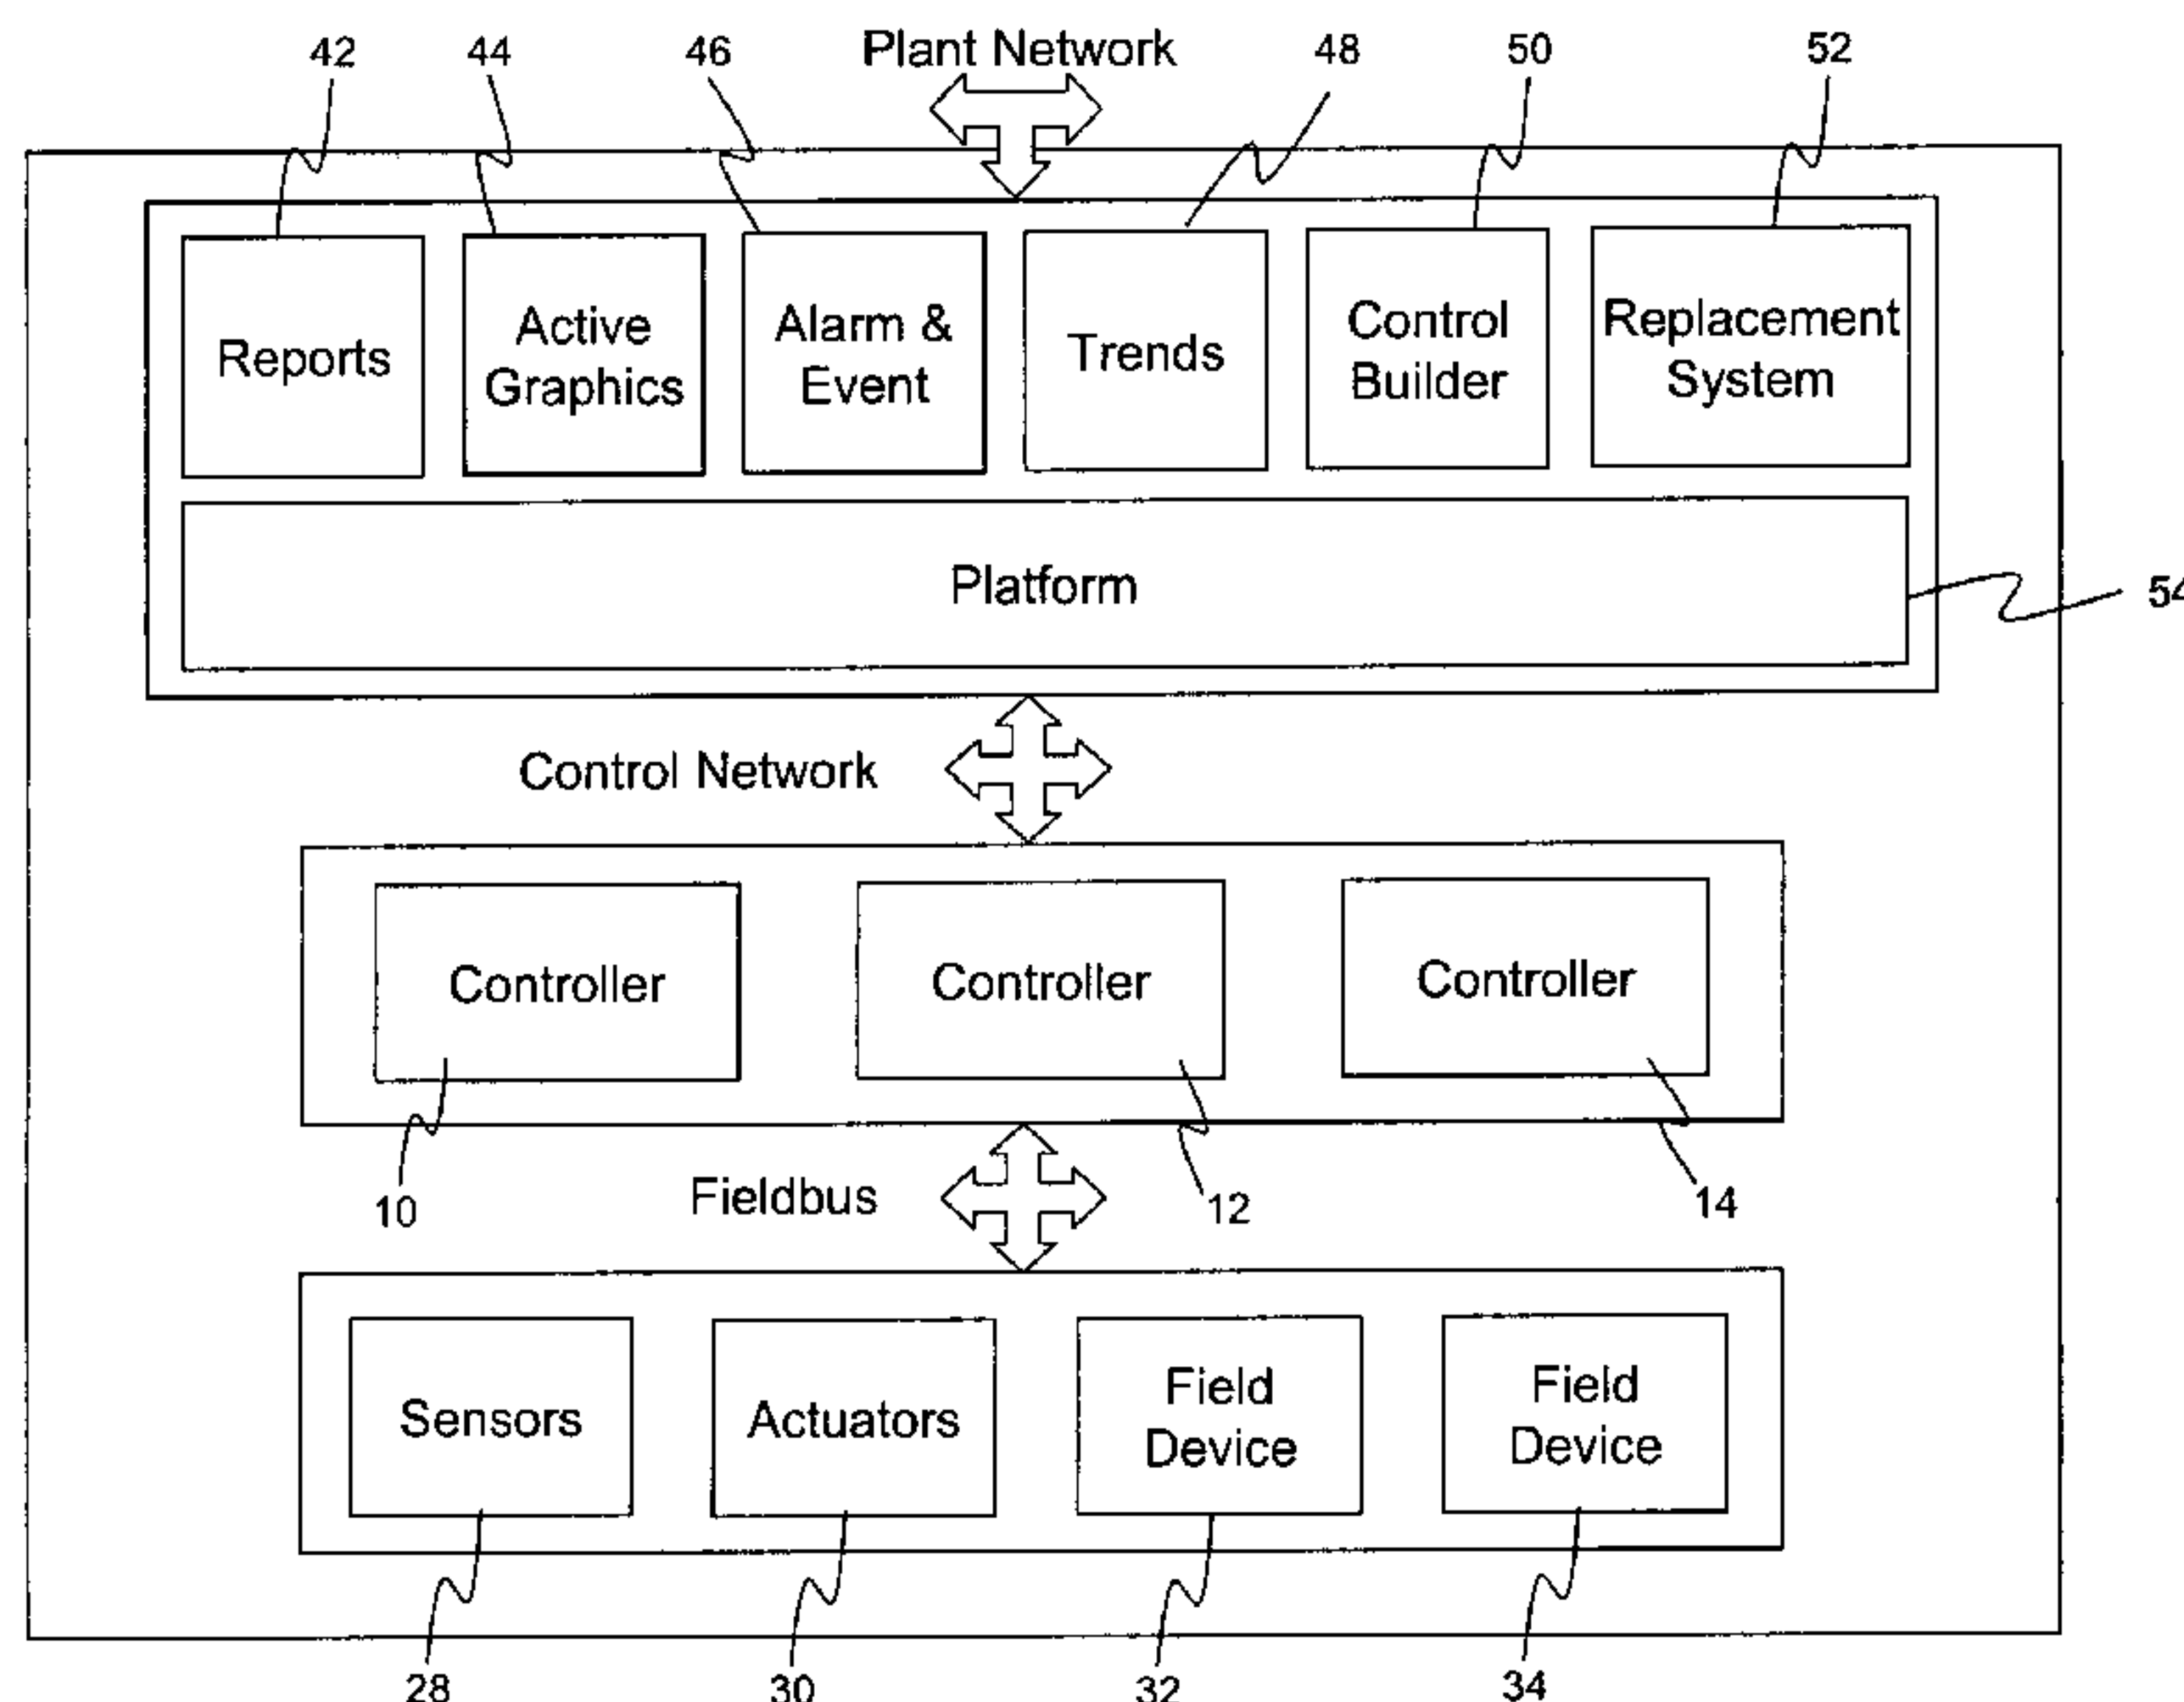 42 44 46 Plant Network 48 50 52
Reports
Active
Graphics
Alarm &
Event
Trends
Control
Builder
Replacement
System
Platform
54
Control Network
Controller
Controller
Controller
10
Fieldbus
12
14
Sensors
Actuators
Field
Device
Field
Device
28 30 32 34